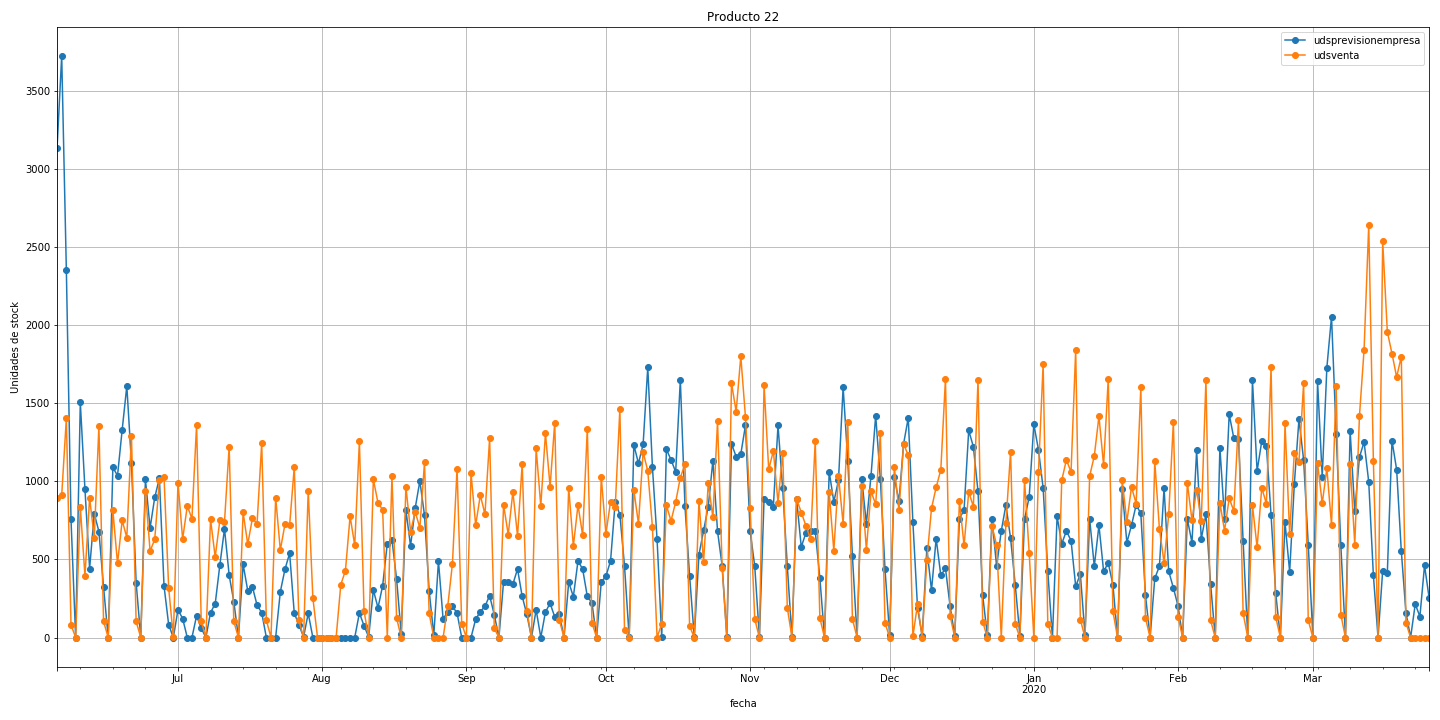 Producto 22
udsprevisionempresa
udsventa
Unidades de stock
3500
3000
2500
2000
1500
1000
500
0
Jul
Aug
Sep
Oct
Nov
Dec
Jan
2020
Feb
Mar
fecha